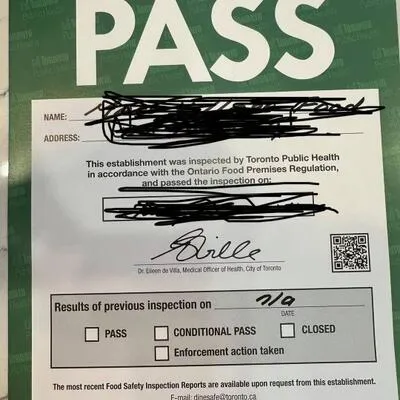 PASS
NAME:
ADDRESS:
This establishment was inspected by Toronto Public Health
in accordance with the Ontario Food Premises Regulation,
and passed the inspection on:
Dr. Eileen de Villa, Medical Officer of Health, City of Toronto
Results of previous inspection on n/a
DATE
PASS CONDITIONAL PASS CLOSED
Enforcement action taken
The most recent Food Safety Inspection Reports are available upon request from this establishment.
E-mail: dinesafe@toronto.ca